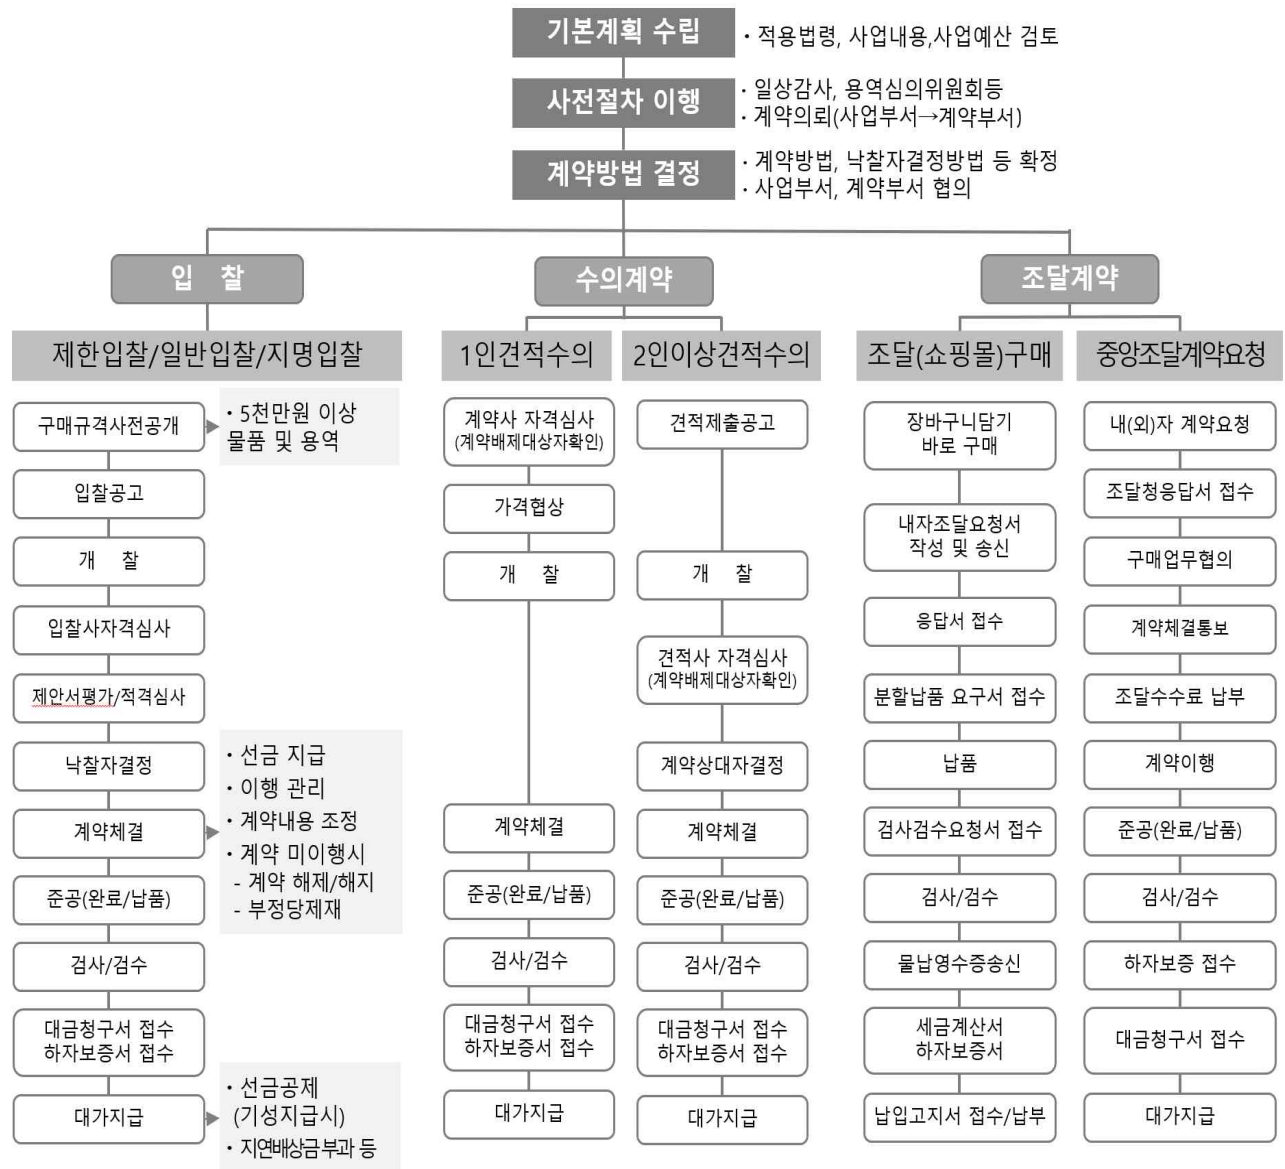 기본계획 수립
· 적용법령, 사업내용,사업예산 검토
사전절차 이행
· 일상감사, 용역심의위원회등
· 계약의뢰(사업부서→계약부서)
계약방법 결정
· 계약방법, 낙찰자결정방법 등 확정
· 사업부서, 계약부서 협의
입 찰
수의계약
조달계약
제한입찰/일반입찰/지명입찰
구매규격사전공개
· 5천만원 이상
물품 및 용역
입찰공고
개 찰
입찰사자격심사
제안서평가/적격심사
낙찰자결정
계약체결
· 선금 지급
· 이행 관리
· 계약내용 조정
· 계약 미이행시
- 계약 해제/해지
- 부정당제재
준공(완료/납품)
검사/검수
대금청구서 접수
하자보증서 접수
대가지급
· 선금공제
(기성지급시)
· 지연배상금부과 등
1인견적수의
계약사 자격심사
(계약배제대상자확인)
가격협상
개 찰
계약체결
준공(완료/납품)
검사/검수
대금청구서 접수
하자보증서 접수
대가지급
2인이상견적수의
견적제출공고
개 찰
견적사 자격심사
(계약배제대상자확인)
계약상대자결정
계약체결
준공(완료/납품)
검사/검수
대금청구서 접수
하자보증서 접수
대가지급
조달(쇼핑몰)구매
장바구니담기
바로 구매
내자조달요청서
작성 및 송신
응답서 접수
분할납품 요구서 접수
납품
검사검수요청서 접수
검사/검수
물납영수증송신
세금계산서
하자보증서
납입고지서 접수/납부
중앙조달계약요청
내(외)자 계약요청
조달청응답서 접수
구매업무협의
계약체결통보
조달수수료 납부
계약이행
준공(완료/납품)
검사/검수
하자보증 접수
대금청구서 접수
대가지급